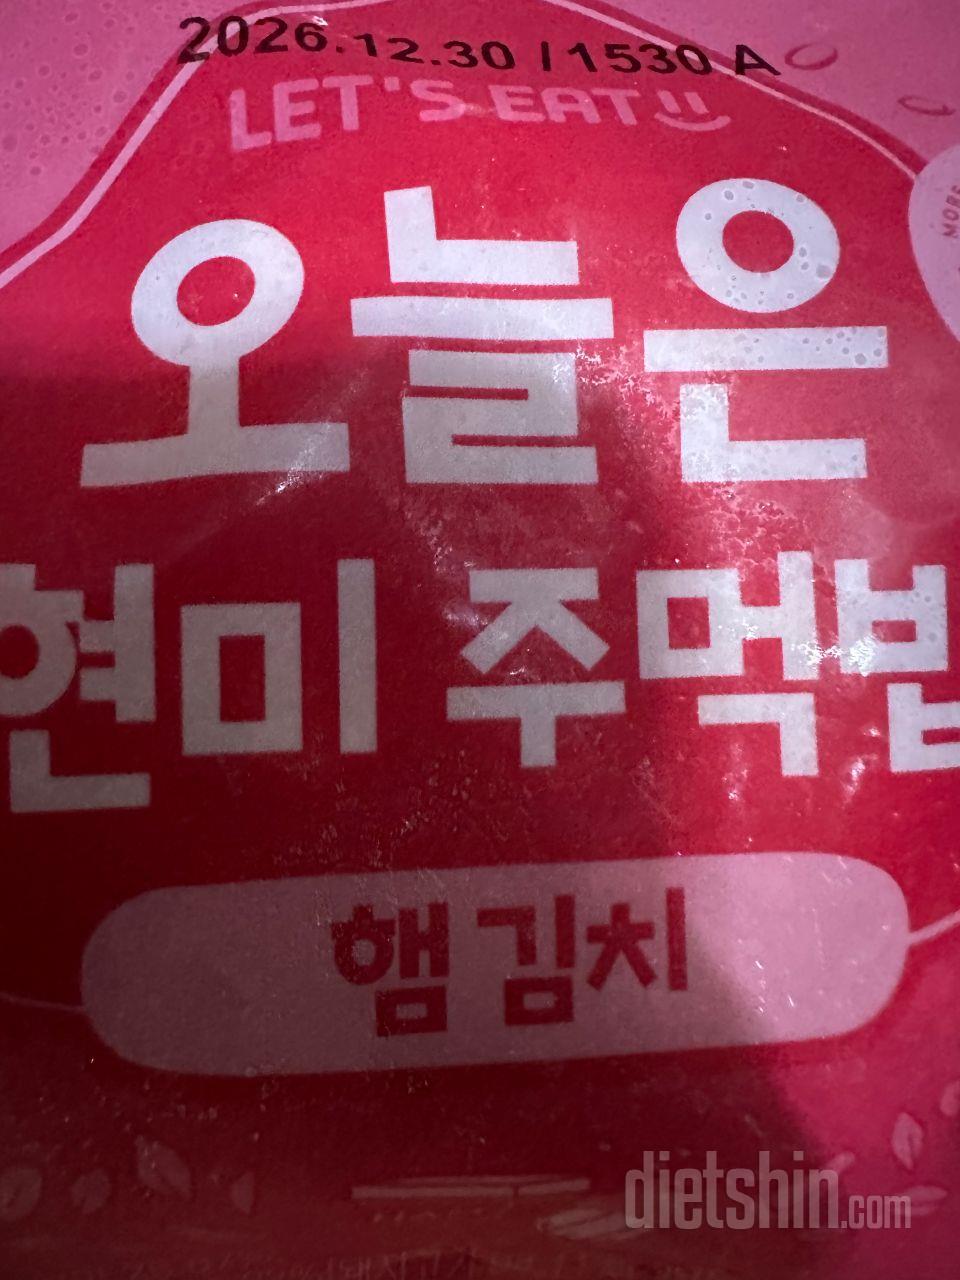 2026.12.30 / 1530 A
LET'S EAT
MORE
오늘은
현미 주먹밥
햄김치
dietshin.com